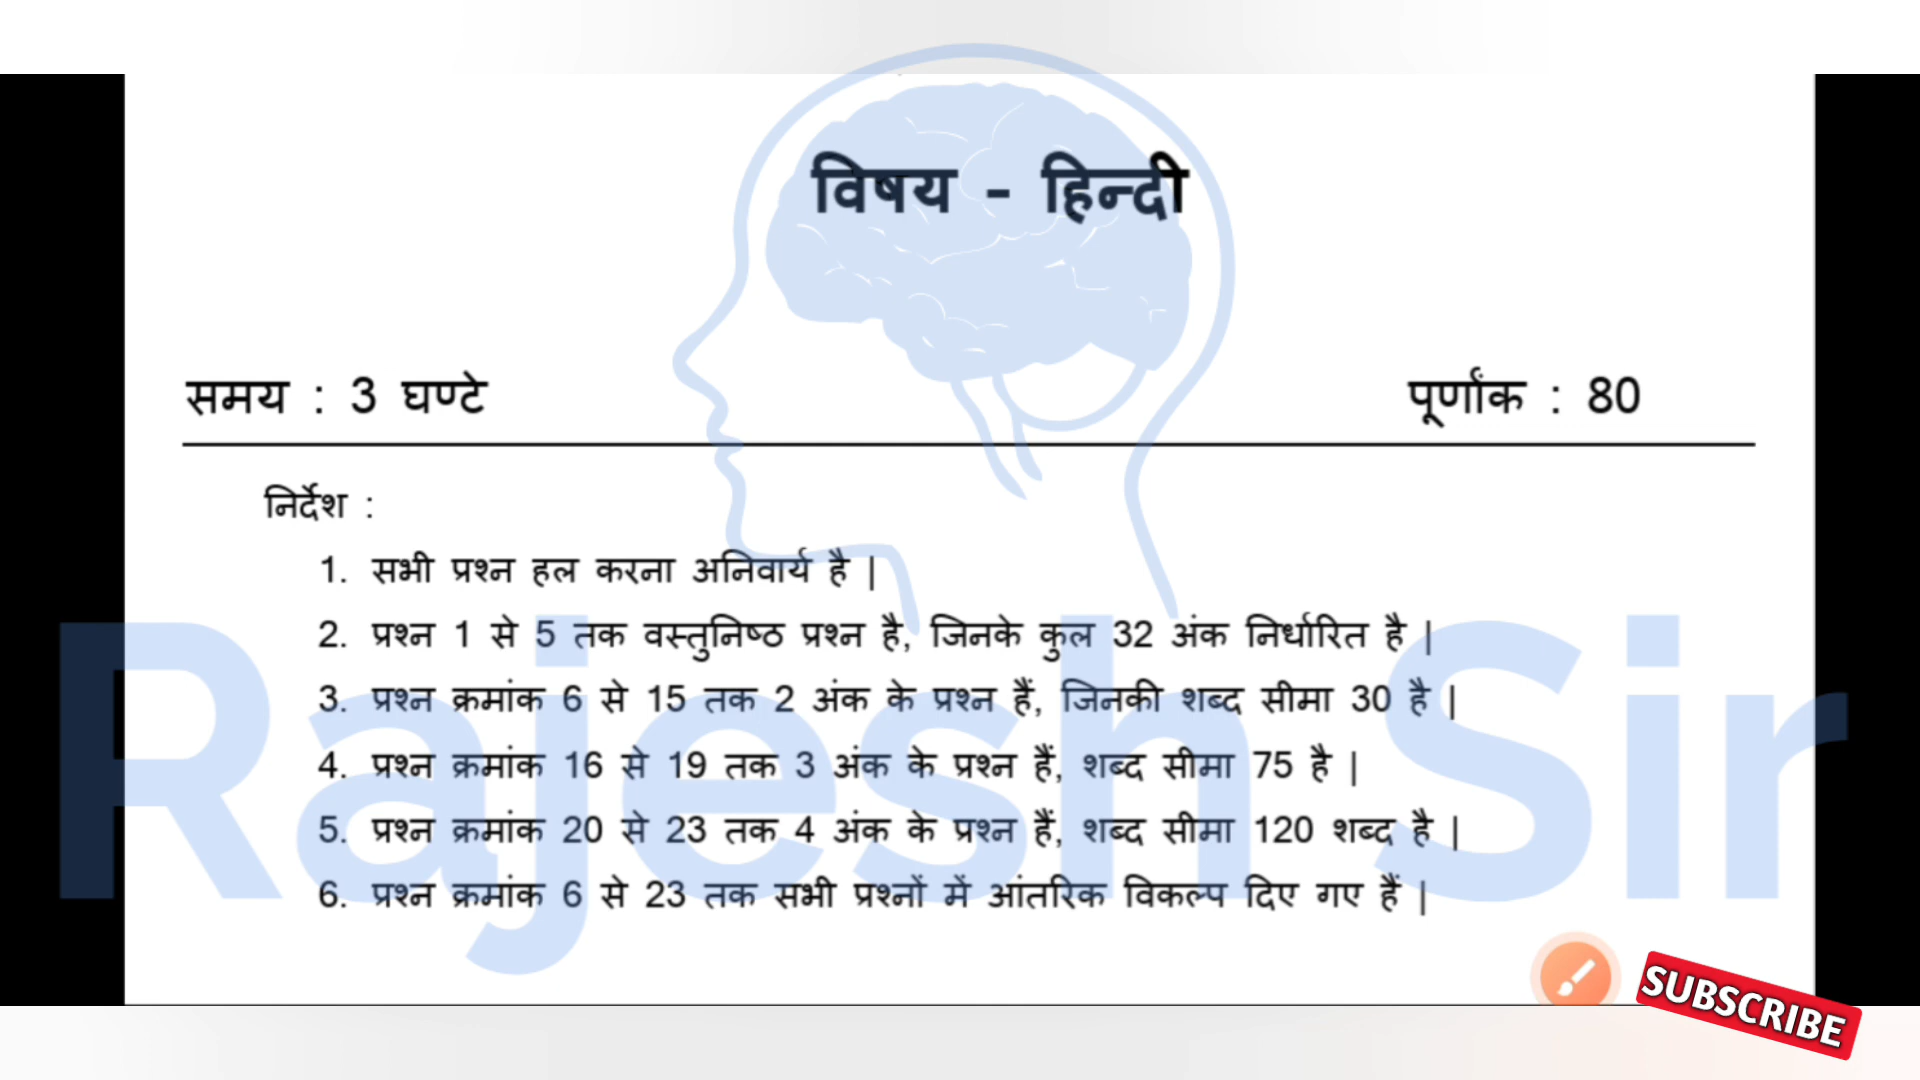 विषय - हिन्दी
समय : 3 घण्टे
पूर्णांक : 80
निर्देश :
1. सभी प्रश्न हल करना अनिवार्य है |
2. प्रश्न 1 से 5 तक वस्तुनिष्ठ प्रश्न है, जिनके कुल 32 अंक निर्धारित है |
3. प्रश्न क्रमांक 6 से 15 तक 2 अंक के प्रश्न हैं, जिनकी शब्द सीमा 30 है |
4. प्रश्न क्रमांक 16 से 19 तक 3 अंक के प्रश्न हैं, शब्द सीमा 75 है |
5. प्रश्न क्रमांक 20 से 23 तक 4 अंक के प्रश्न हैं, शब्द सीमा 120 शब्द है |
6. प्रश्न क्रमांक 6 से 23 तक सभी प्रश्नों में आंतरिक विकल्प दिए गए हैं |
Rajesh Sir
SUBSCRIBE